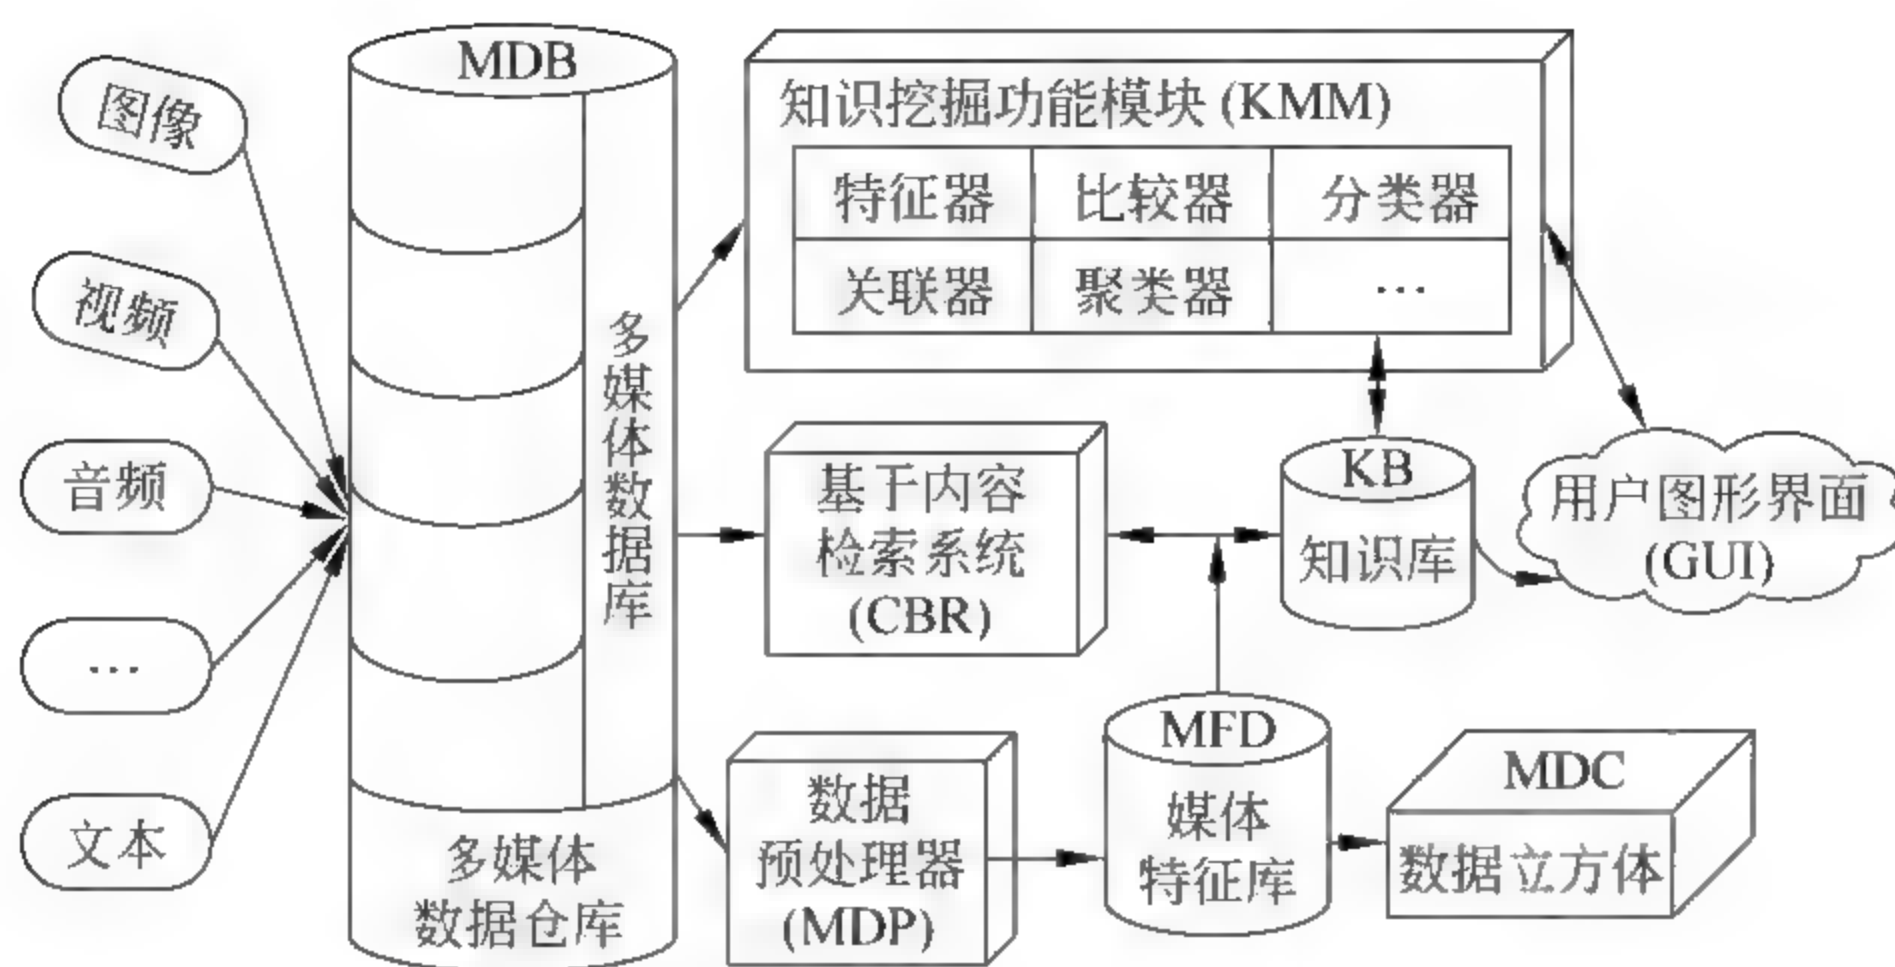 图像
视频
音频
…
文本
MDB
多媒体数据库
多媒体
数据仓库
知识挖掘功能模块 (KMM)
特征器 比较器 分类器
关联器 聚类器 …
基于内容
检索系统
(CBR)
KB
知识库
用户图形界面
(GUI)
数据
预处理器
(MDP)
MFD
媒体
特征库
MDC
数据立方体